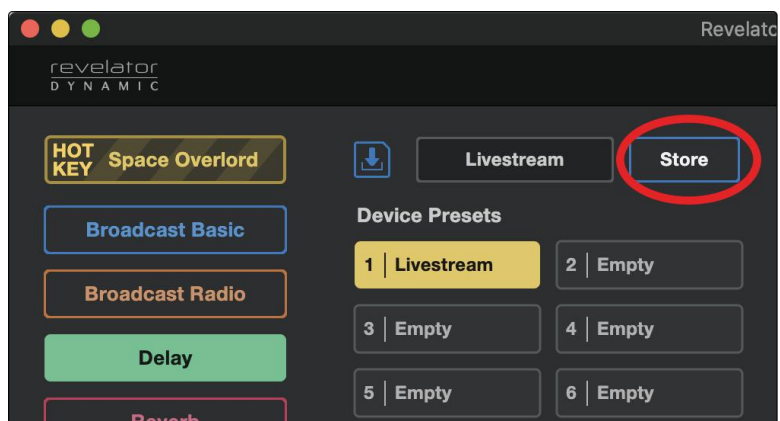 Revelato
revelator
DYNAMIC
HOT KEY Space Overlord
Livestream
Store
Broadcast Basic
Device Presets
1 | Livestream
2 | Empty
Broadcast Radio
3 | Empty
4 | Empty
Delay
5 | Empty
6 | Empty
Reverb